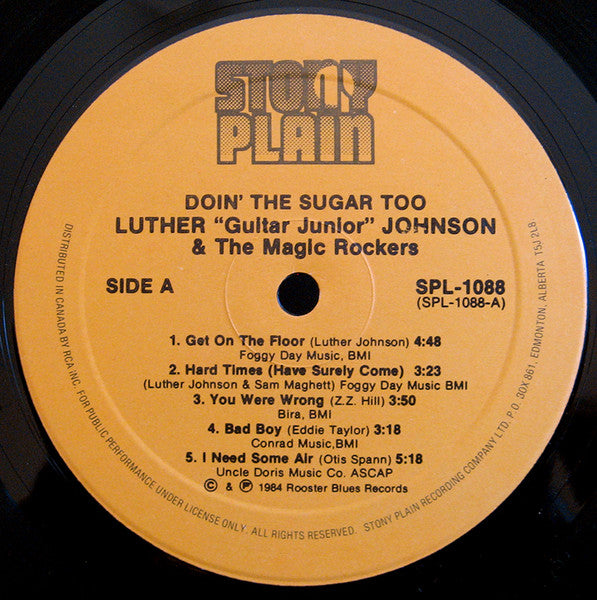 STONY
PLAIN
DOIN' THE SUGAR TOO
LUTHER "Guitar Junior" JOHNSON
& The Magic Rockers
SIDE A
SPL-1088
(SPL-1088-A)
1. Get On The Floor (Luther Johnson) 4:48
Foggy Day Music, BMI
2. Hard Times (Have Surely Come) 3:23
(Luther Johnson & Sam Maghett) Foggy Day Music BMI
3. You Were Wrong (Z.Z. Hill) 3:50
Bira, BMI
4. Bad Boy (Eddie Taylor) 3:18
Conrad Music,BMI
5. I Need Some Air (Otis Spann) 5:18
Uncle Doris Music Co. ASCAP
© & ℗ 1984 Rooster Blues Records
DISTRIBUTED IN CANADA BY RCA INC. FOR PUBLIC PERFORMANCE UNDER LICENSE ONLY. ALL RIGHTS RESERVED. STONY PLAIN RECORDING COMPANY LTD. P.O. BOX 861, EDMONTON, ALBERTA T5J 2L8